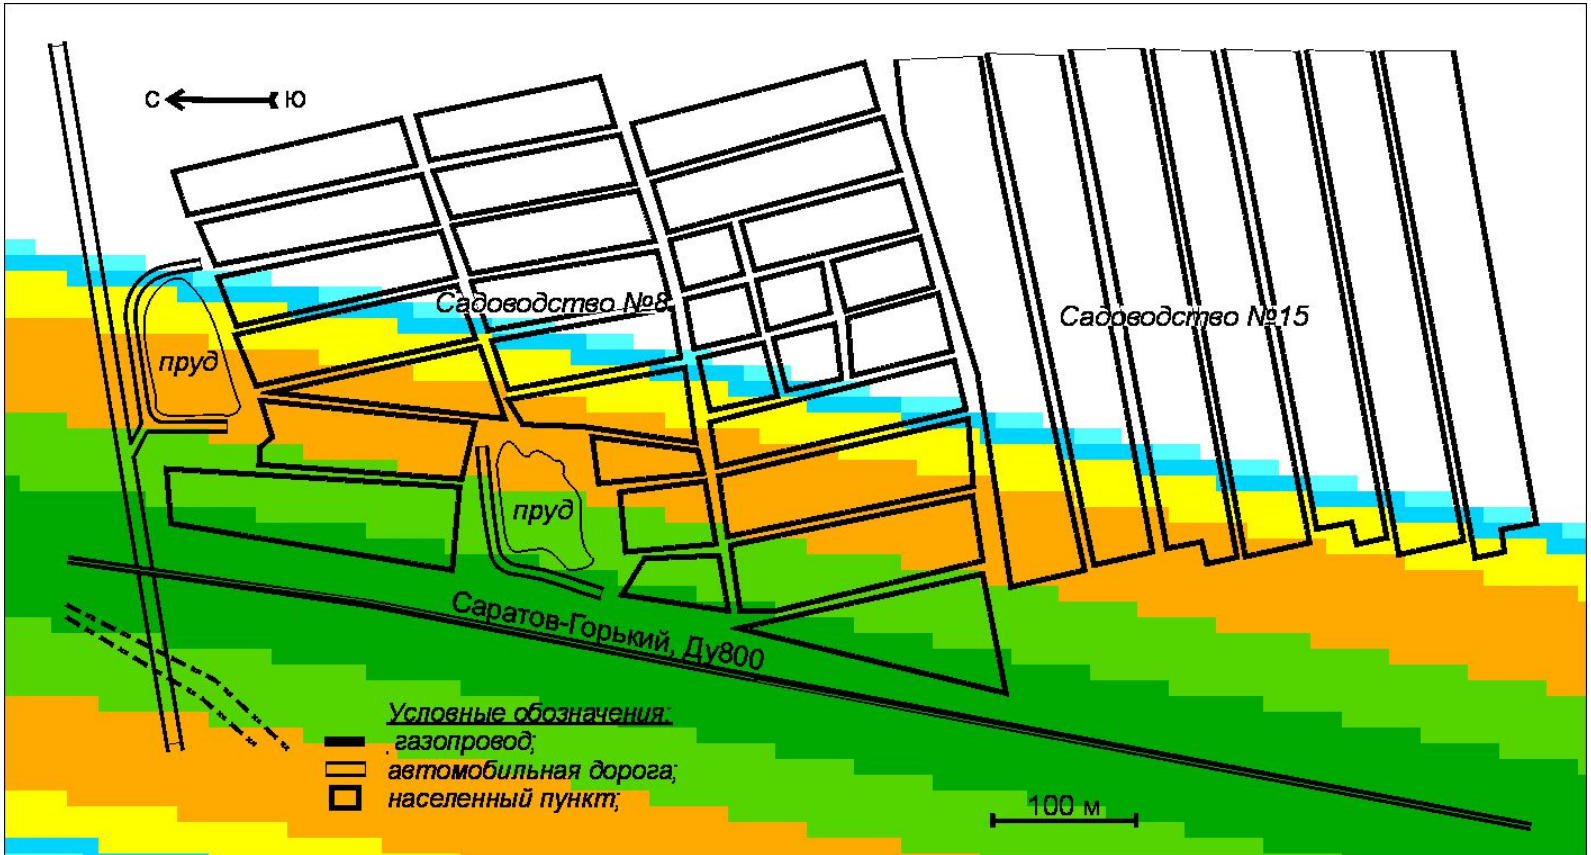 С Ю
Садоводство №8
Садоводство №15
пруд
пруд
Саратов-Горький, Ду800
Условные обозначения:
газопровод;
автомобильная дорога;
населенный пункт;
100 м